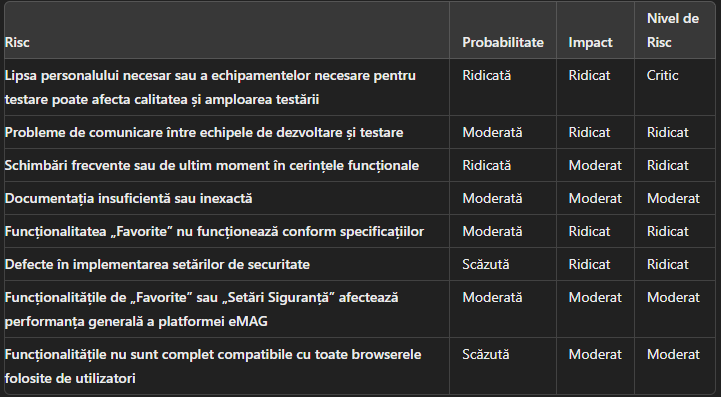 Risc Probabilitate Impact Nivel de Risc
Lipsa personalului necesar sau a echipamentelor necesare pentru Ridicată Ridicat Critic
testare poate afecta calitatea și amploarea testării
Probleme de comunicare între echipele de dezvoltare și testare Moderată Ridicat Ridicat
Schimbări frecvente sau de ultim moment în cerințele funcționale Ridicată Moderat Ridicat
Documentația insuficientă sau inexactă Moderată Moderat Moderat
Funcționalitatea „Favorite” nu funcționează conform specificațiilor Moderată Ridicat Ridicat
Defecte în implementarea setărilor de securitate Scăzută Ridicat Ridicat
Funcționalitățile de „Favorite” sau „Setări Siguranță” afectează Moderată Moderat Moderat
performanța generală a platformei eMAG
Funcționalitățile nu sunt complet compatibile cu toate browserele Scăzută Moderat Moderat
folosite de utilizatori